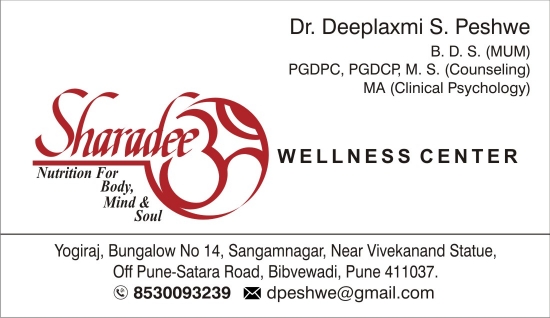 Dr. Deeplaxmi S. Peshwe
B. D. S. (MUM)
PGDPC, PGDCP, M. S. (Counseling)
MA (Clinical Psychology)
Sharadee
Nutrition For
Body,
Mind &
Soul
WELLNESS CENTER
Yogiraj, Bungalow No 14, Sangamnagar, Near Vivekanand Statue,
Off Pune-Satara Road, Bibvewadi, Pune 411037.
8530093239 dpeshwe@gmail.com